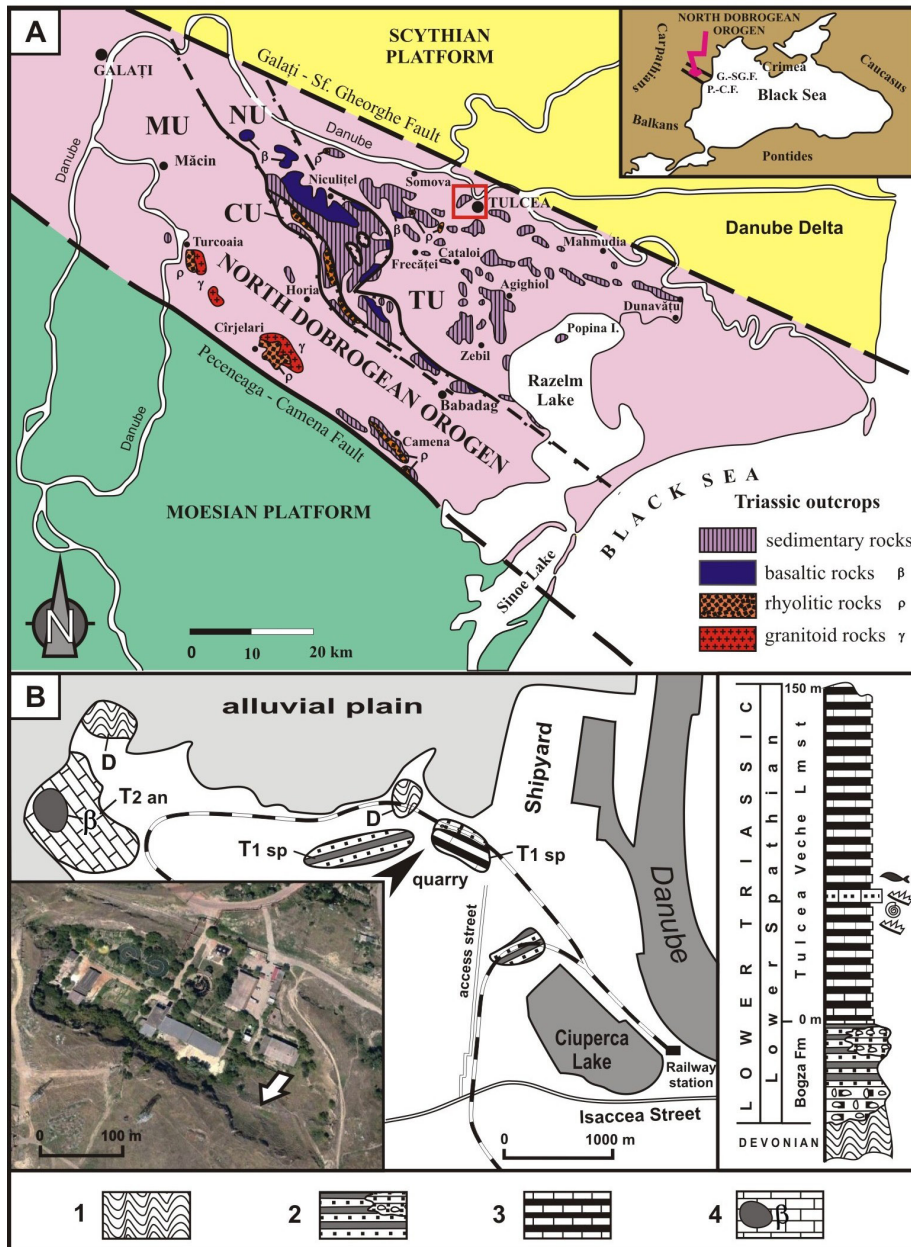 A
SCYTHIAN
PLATFORM
GALAȚI
Galați - Sf. Gheorghe Fault
NORTH DOBROGEAN
OROGEN
Carpathians
G.-SG.F.
P.-C.F.
Crimea
Caucasus
Black Sea
Balkans
Pontides
MU
NU
Danube
Danube
β
ρ
Măcin
Niculițel
Somova
TULCEA
CU
β
ρ
Danube Delta
Mahmudia
Turcoaia
ρ
γ
Frecăței
Cataloi
Agighiol
Dunavățu
Horia
TU
NORTH DOBROGEAN OROGEN
Popina I.
Cîrjelari
γ
ρ
Zebil
Razelm
Lake
Peceneaga - Camena Fault
Babadag
Danube
Camena
ρ
BLACK SEA
MOESIAN PLATFORM
Sinoe Lake
Triassic outcrops
sedimentary rocks
basaltic rocks β
rhyolitic rocks ρ
granitoid rocks γ
N
0 10 20 km
B
alluvial plain
D
T2 an
β
D
T1 sp
T1 sp
quarry
Shipyard
Danube
access street
Ciuperca
Lake
Railway
station
Isaccea Street
0 100 m
0 1000 m
LOWER TRIASSIC
Lower Spathian
Bogza Fm
Tulcea Veche Lmst
150 m
0 m
DEVONIAN
1
2
3
4
β